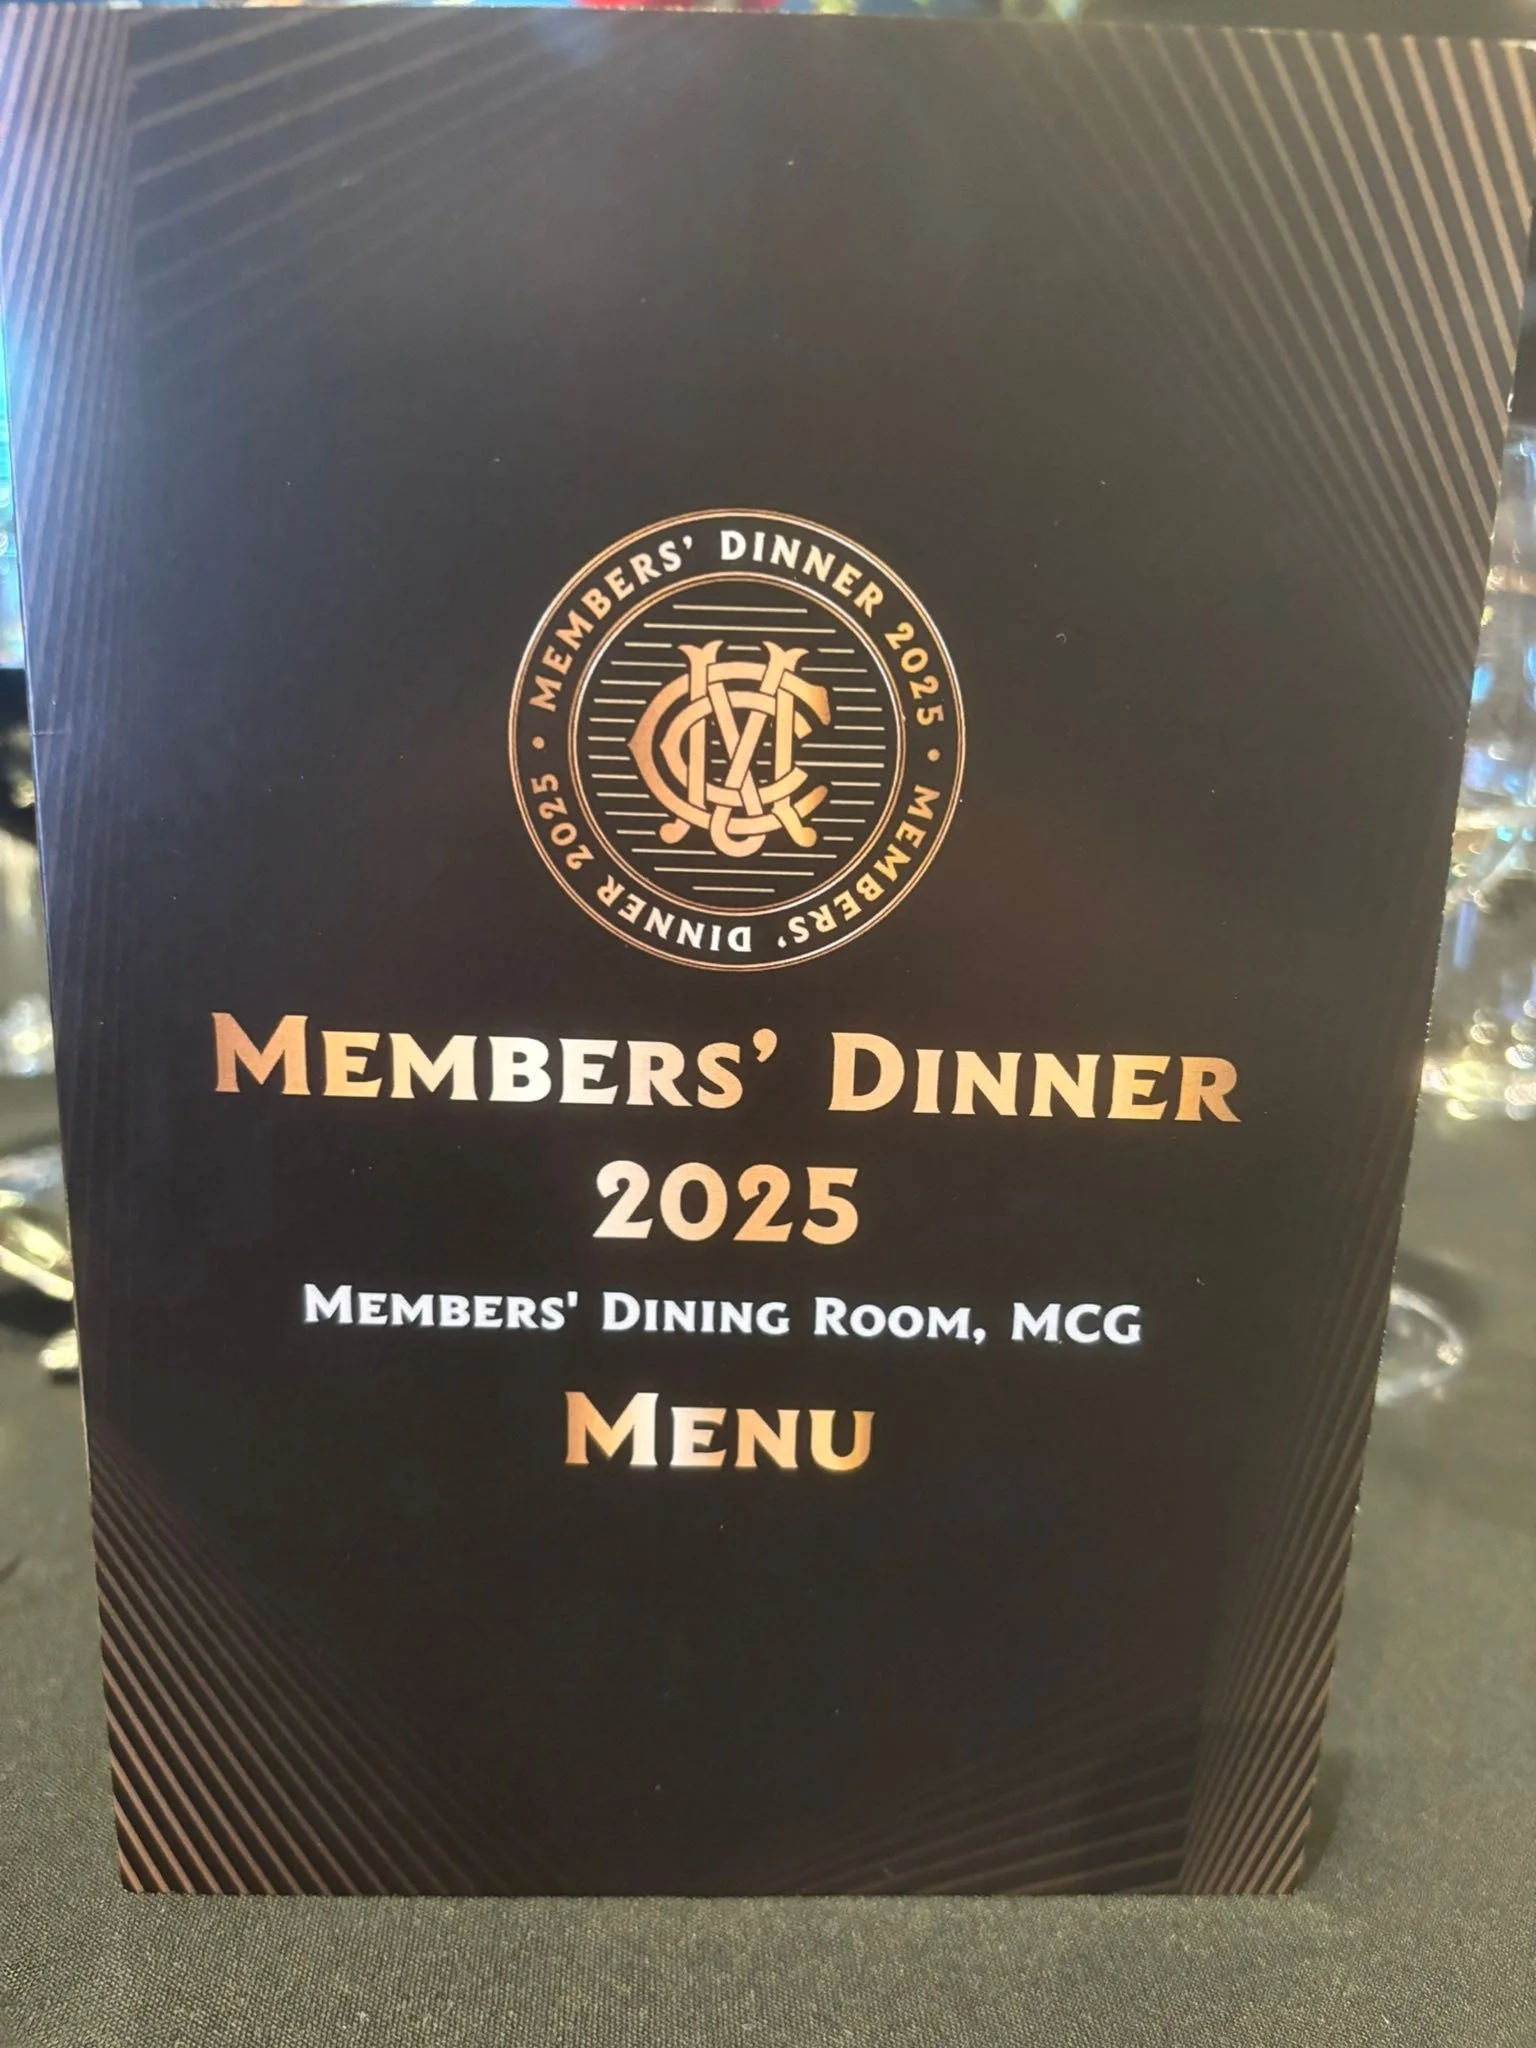 MEMBERS' DINNER 2025 • MEMBERS' DINNER 2025 •
MCC
MEMBERS' DINNER
2025
MEMBERS' DINING ROOM, MCG
MENU